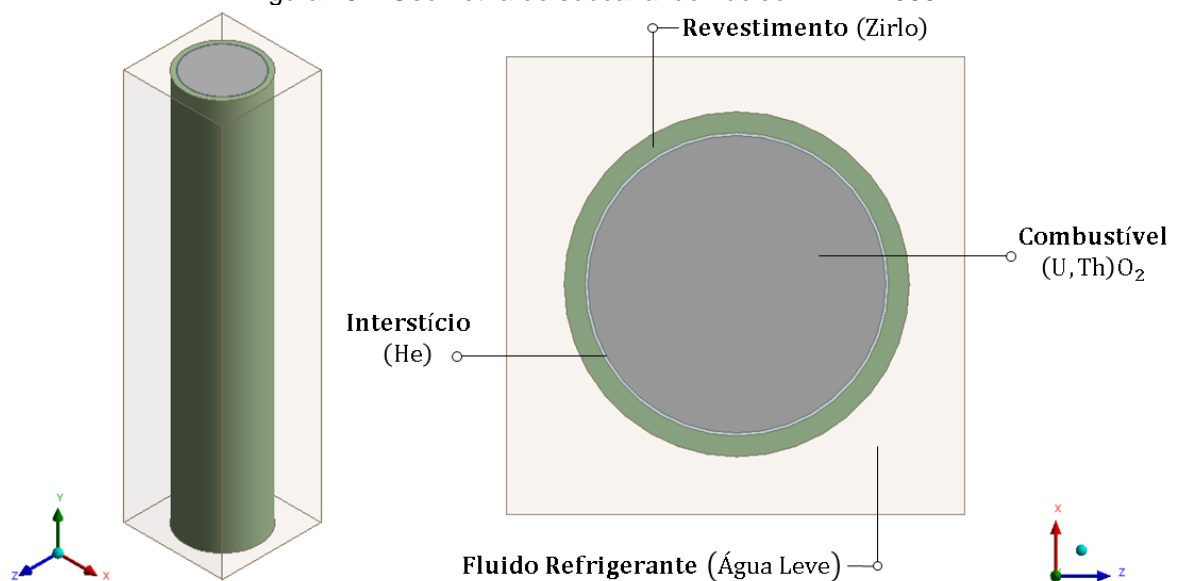 Revestimento (Zirlo)
Combustível
(U,Th)O₂
Interstício
(He)
Fluido Refrigerante (Água Leve)
Y
Z
X
X
Z